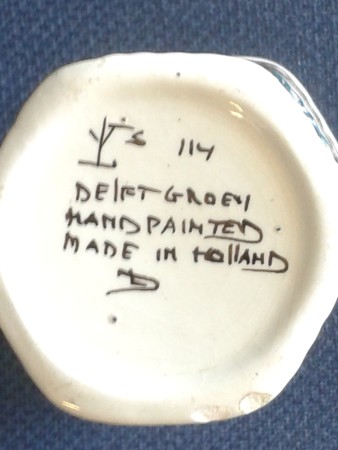 114
DELFT GROEN
HANDPAINTED
MADE IN HOLLAND